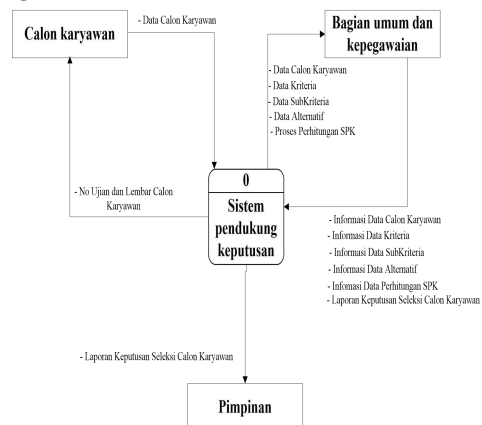 Calon karyawan
- Data Calon Karyawan
Bagian umum dan
kepegawaian
- Data Calon Karyawan
- Data Kriteria
- Data SubKriteria
- Data Alternatif
- Proses Perhitungan SPK
- No Ujian dan Lembar Calon
Karyawan
0
Sistem
pendukung
keputusan
- Informasi Data Calon Karyawan
- Informasi Data Kriteria
- Informasi Data SubKriteria
- Informasi Data Alternatif
- Infomasi Data Perhitungan SPK
- Laporan Keputusan Seleksi Calon Karyawan
- Laporan Keputusan Seleksi Calon Karyawan
Pimpinan